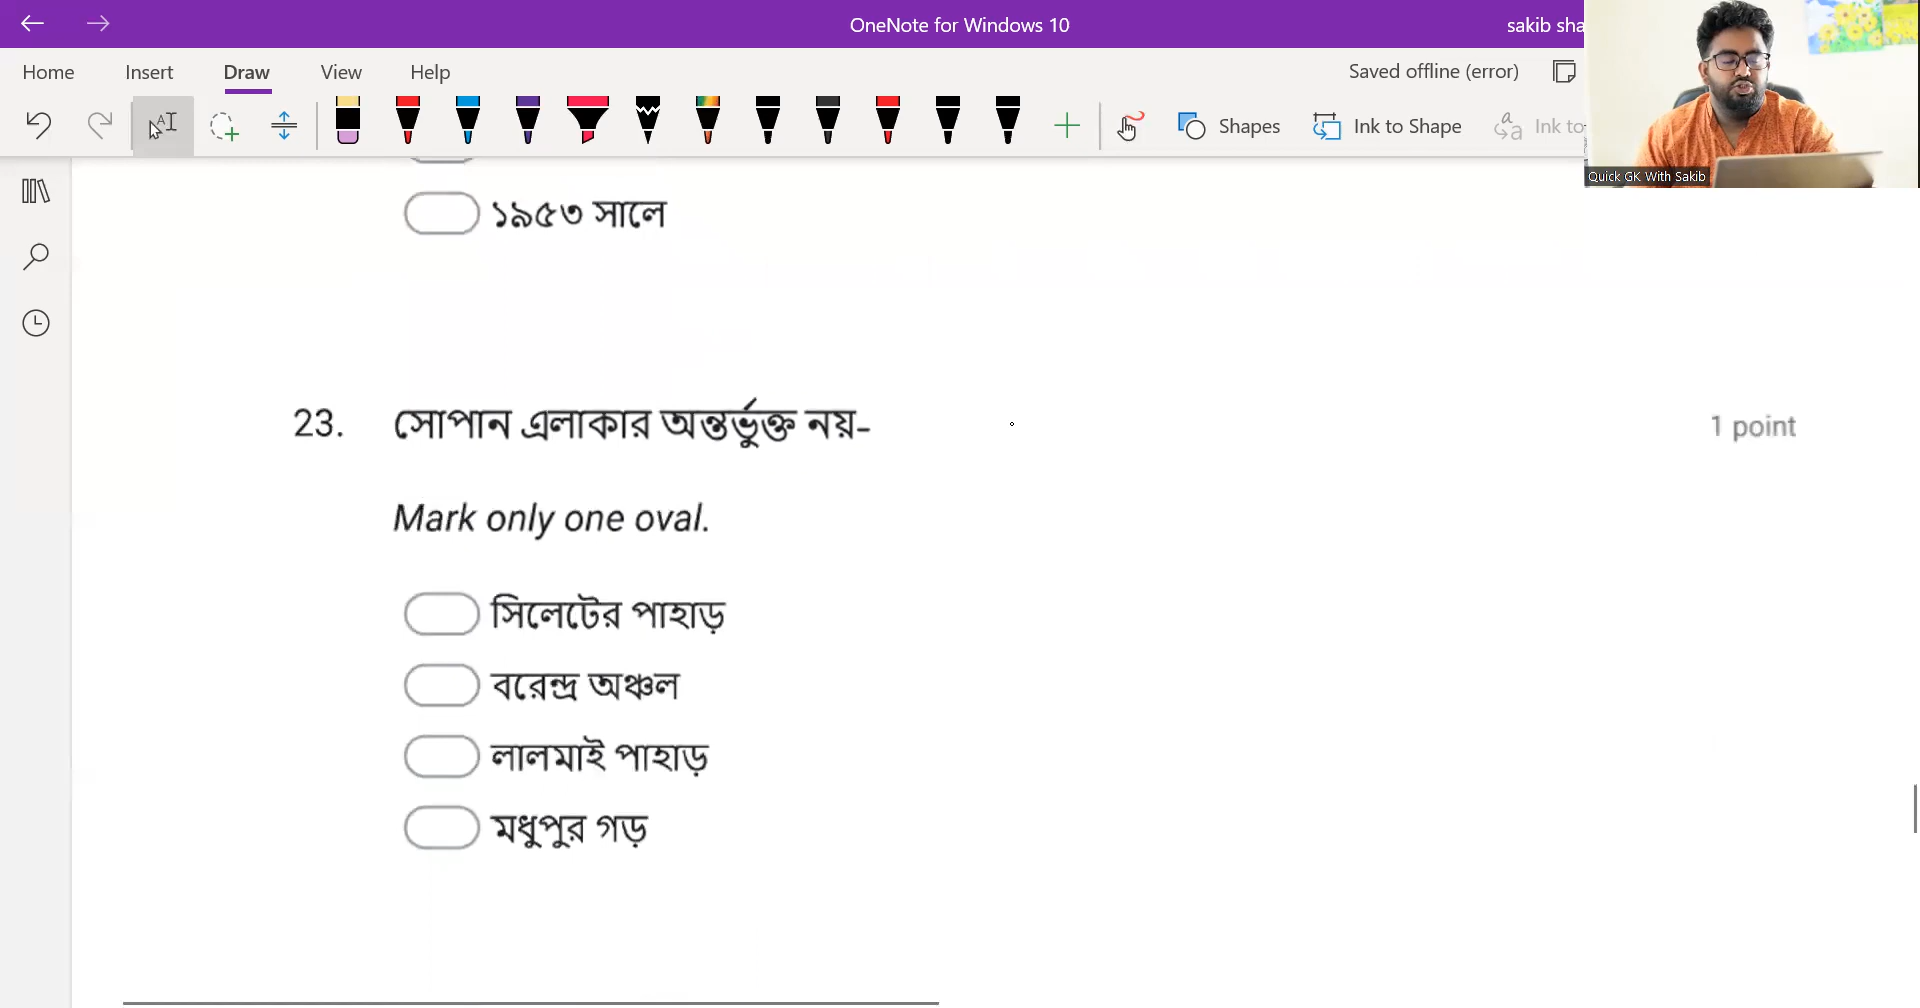 OneNote for Windows 10
sakib sha
Home Insert Draw View Help
Saved offline (error)
Shapes Ink to Shape Ink to
Quick GK With Sakib
১৯৫৩ সালে
23. সোপান এলাকার অন্তর্ভুক্ত নয়-
1 point
Mark only one oval.
সিলেটের পাহাড়
বরেন্দ্র অঞ্চল
লালমাই পাহাড়
মধুপুর গড়